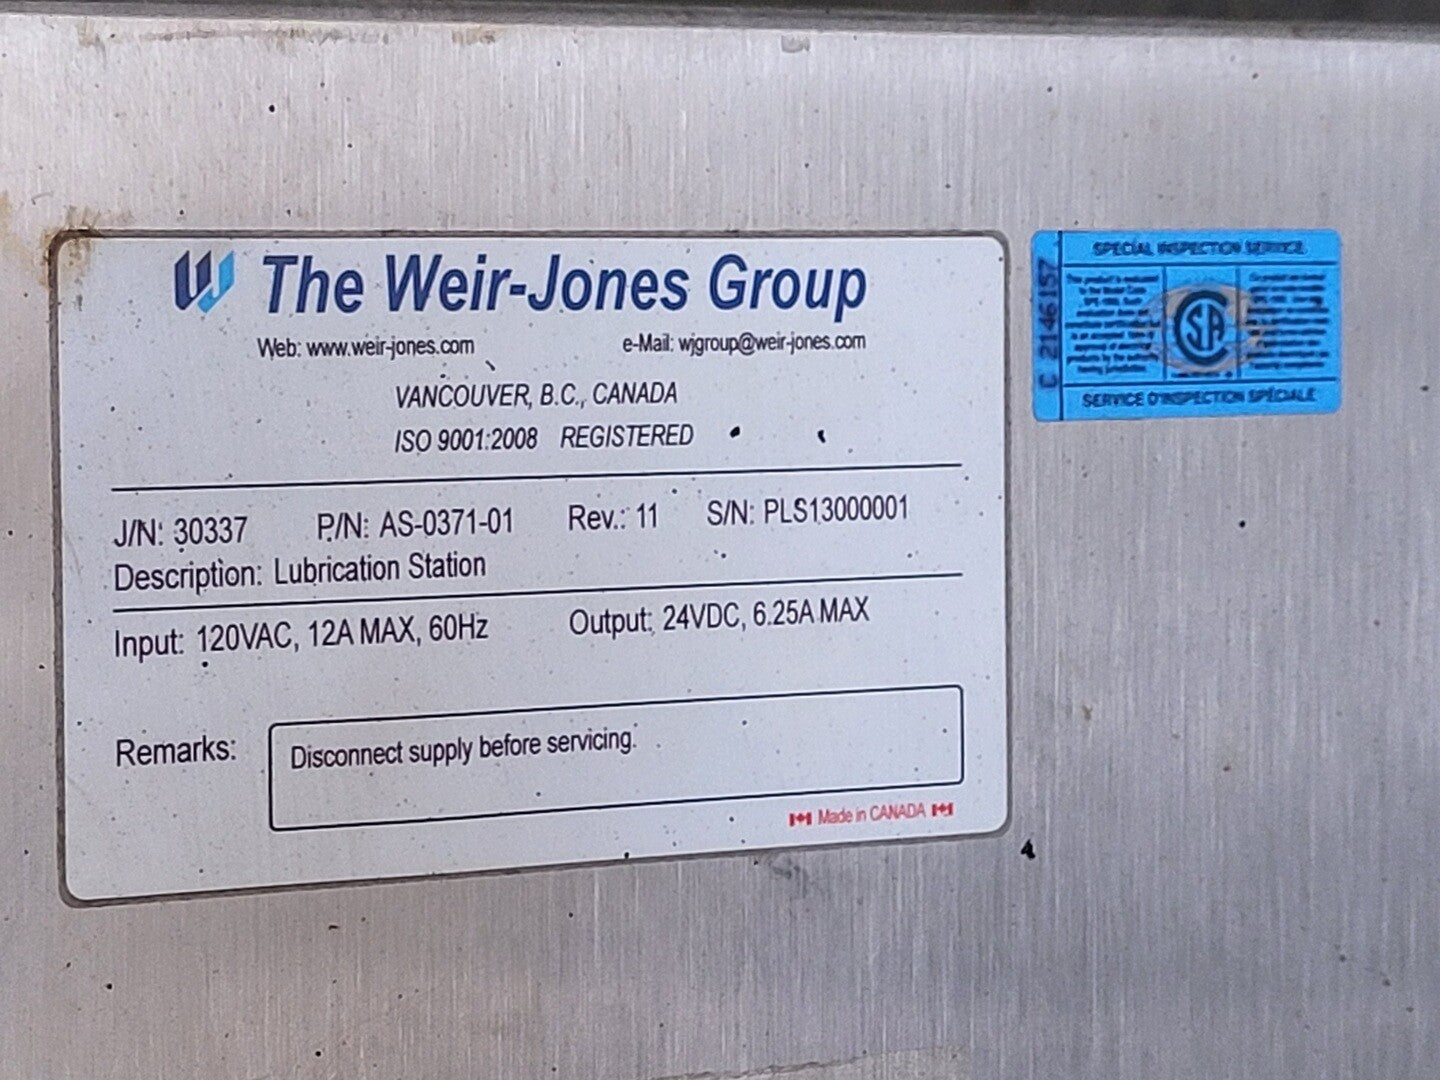 The Weir-Jones Group
Web: www.weir-jones.com e-Mail: wjgroup@weir-jones.com
VANCOUVER, B.C., CANADA
ISO 9001:2008 REGISTERED
J/N: 30337 P/N: AS-0371-01 Rev.: 11 S/N: PLS13000001
Description: Lubrication Station
Input: 120VAC, 12A MAX, 60Hz Output: 24VDC, 6.25A MAX
Remarks: Disconnect supply before servicing.
Made in CANADA
SPECIAL INSPECTION SERVICE
C 2146157
CSA
SERVICE D'INSPECTION SPÉCIALE